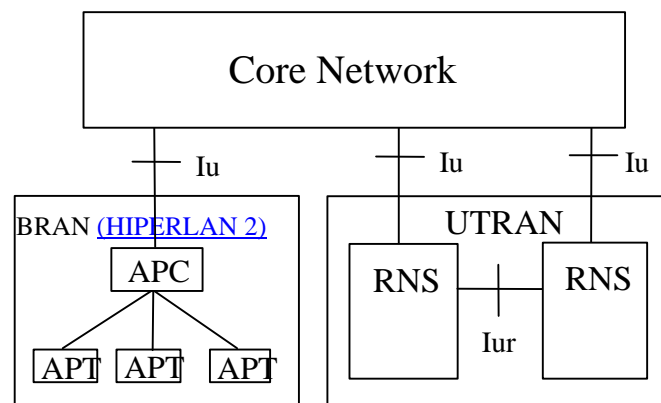 Core Network
Iu
Iu
Iu
BRAN (HIPERLAN 2)
UTRAN
APC
RNS
RNS
Iur
APT
APT
APT